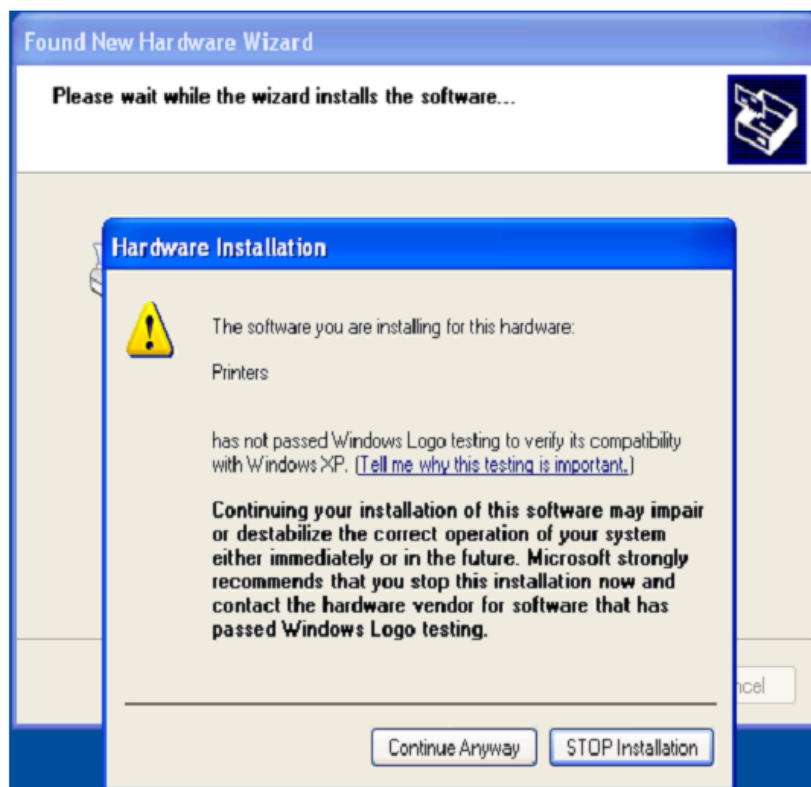 Found New Hardware Wizard
Please wait while the wizard installs the software...
Hardware Installation
The software you are installing for this hardware:
Printers
has not passed Windows Logo testing to verify its compatibility
with Windows XP. (Tell me why this testing is important.)
Continuing your installation of this software may impair
or destabilize the correct operation of your system
either immediately or in the future. Microsoft strongly
recommends that you stop this installation now and
contact the hardware vendor for software that has
passed Windows Logo testing.
ncel
Continue Anyway STOP Installation